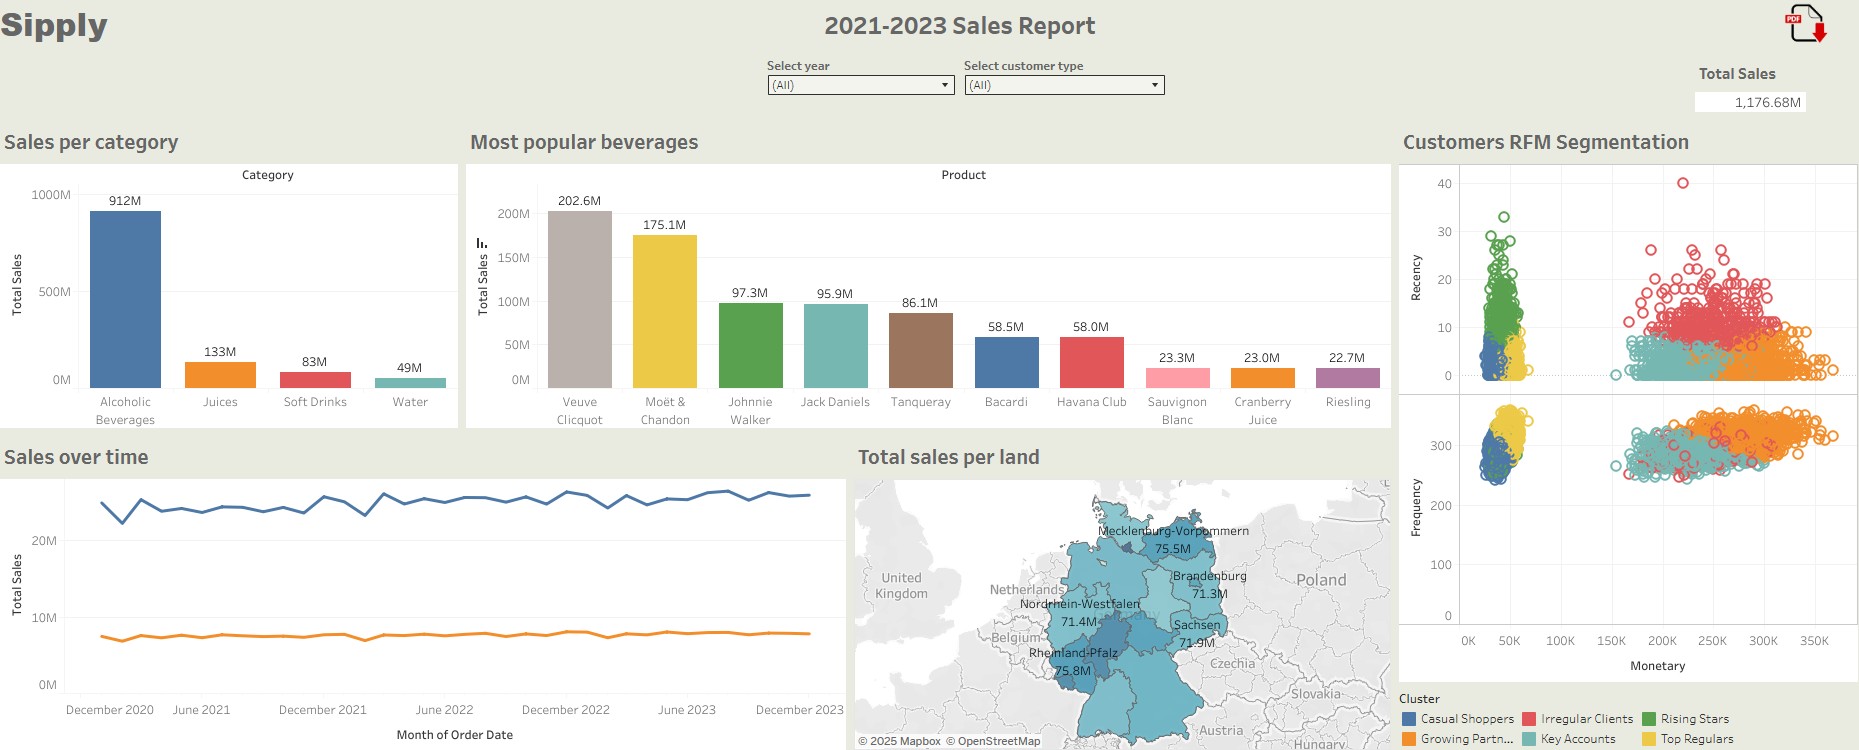 Sipply
2021-2023 Sales Report
PDF
Select year
Select customer type
(All)
(All)
Total Sales
1,176.68M
Sales per category
Category
Total Sales
1000M
500M
0M
912M
133M
83M
49M
Alcoholic Beverages
Juices
Soft Drinks
Water
Most popular beverages
Product
Total Sales
200M
150M
100M
50M
0M
202.6M
175.1M
97.3M
95.9M
86.1M
58.5M
58.0M
23.3M
23.0M
22.7M
Veuve Clicquot
Moët & Chandon
Johnnie Walker
Jack Daniels
Tanqueray
Bacardi
Havana Club
Sauvignon Blanc
Cranberry Juice
Riesling
Customers RFM Segmentation
Recency
40
30
20
10
0
Frequency
300
200
100
0
0K
50K
100K
150K
200K
250K
300K
350K
Monetary
Cluster
Casual Shoppers
Irregular Clients
Rising Stars
Growing Partn...
Key Accounts
Top Regulars
Sales over time
Total Sales
20M
10M
0M
December 2020
June 2021
December 2021
June 2022
December 2022
June 2023
December 2023
Month of Order Date
Total sales per land
United
Kingdom
Netherlands
Belgium
Germany
Poland
Czechia
Slovakia
Austria
Hungary
Mecklenburg-Vorpommern
75.5M
Brandenburg
71.3M
Nordrhein-Westfalen
71.4M
Sachsen
71.9M
Rheinland-Pfalz
75.8M
© 2025 Mapbox © OpenStreetMap